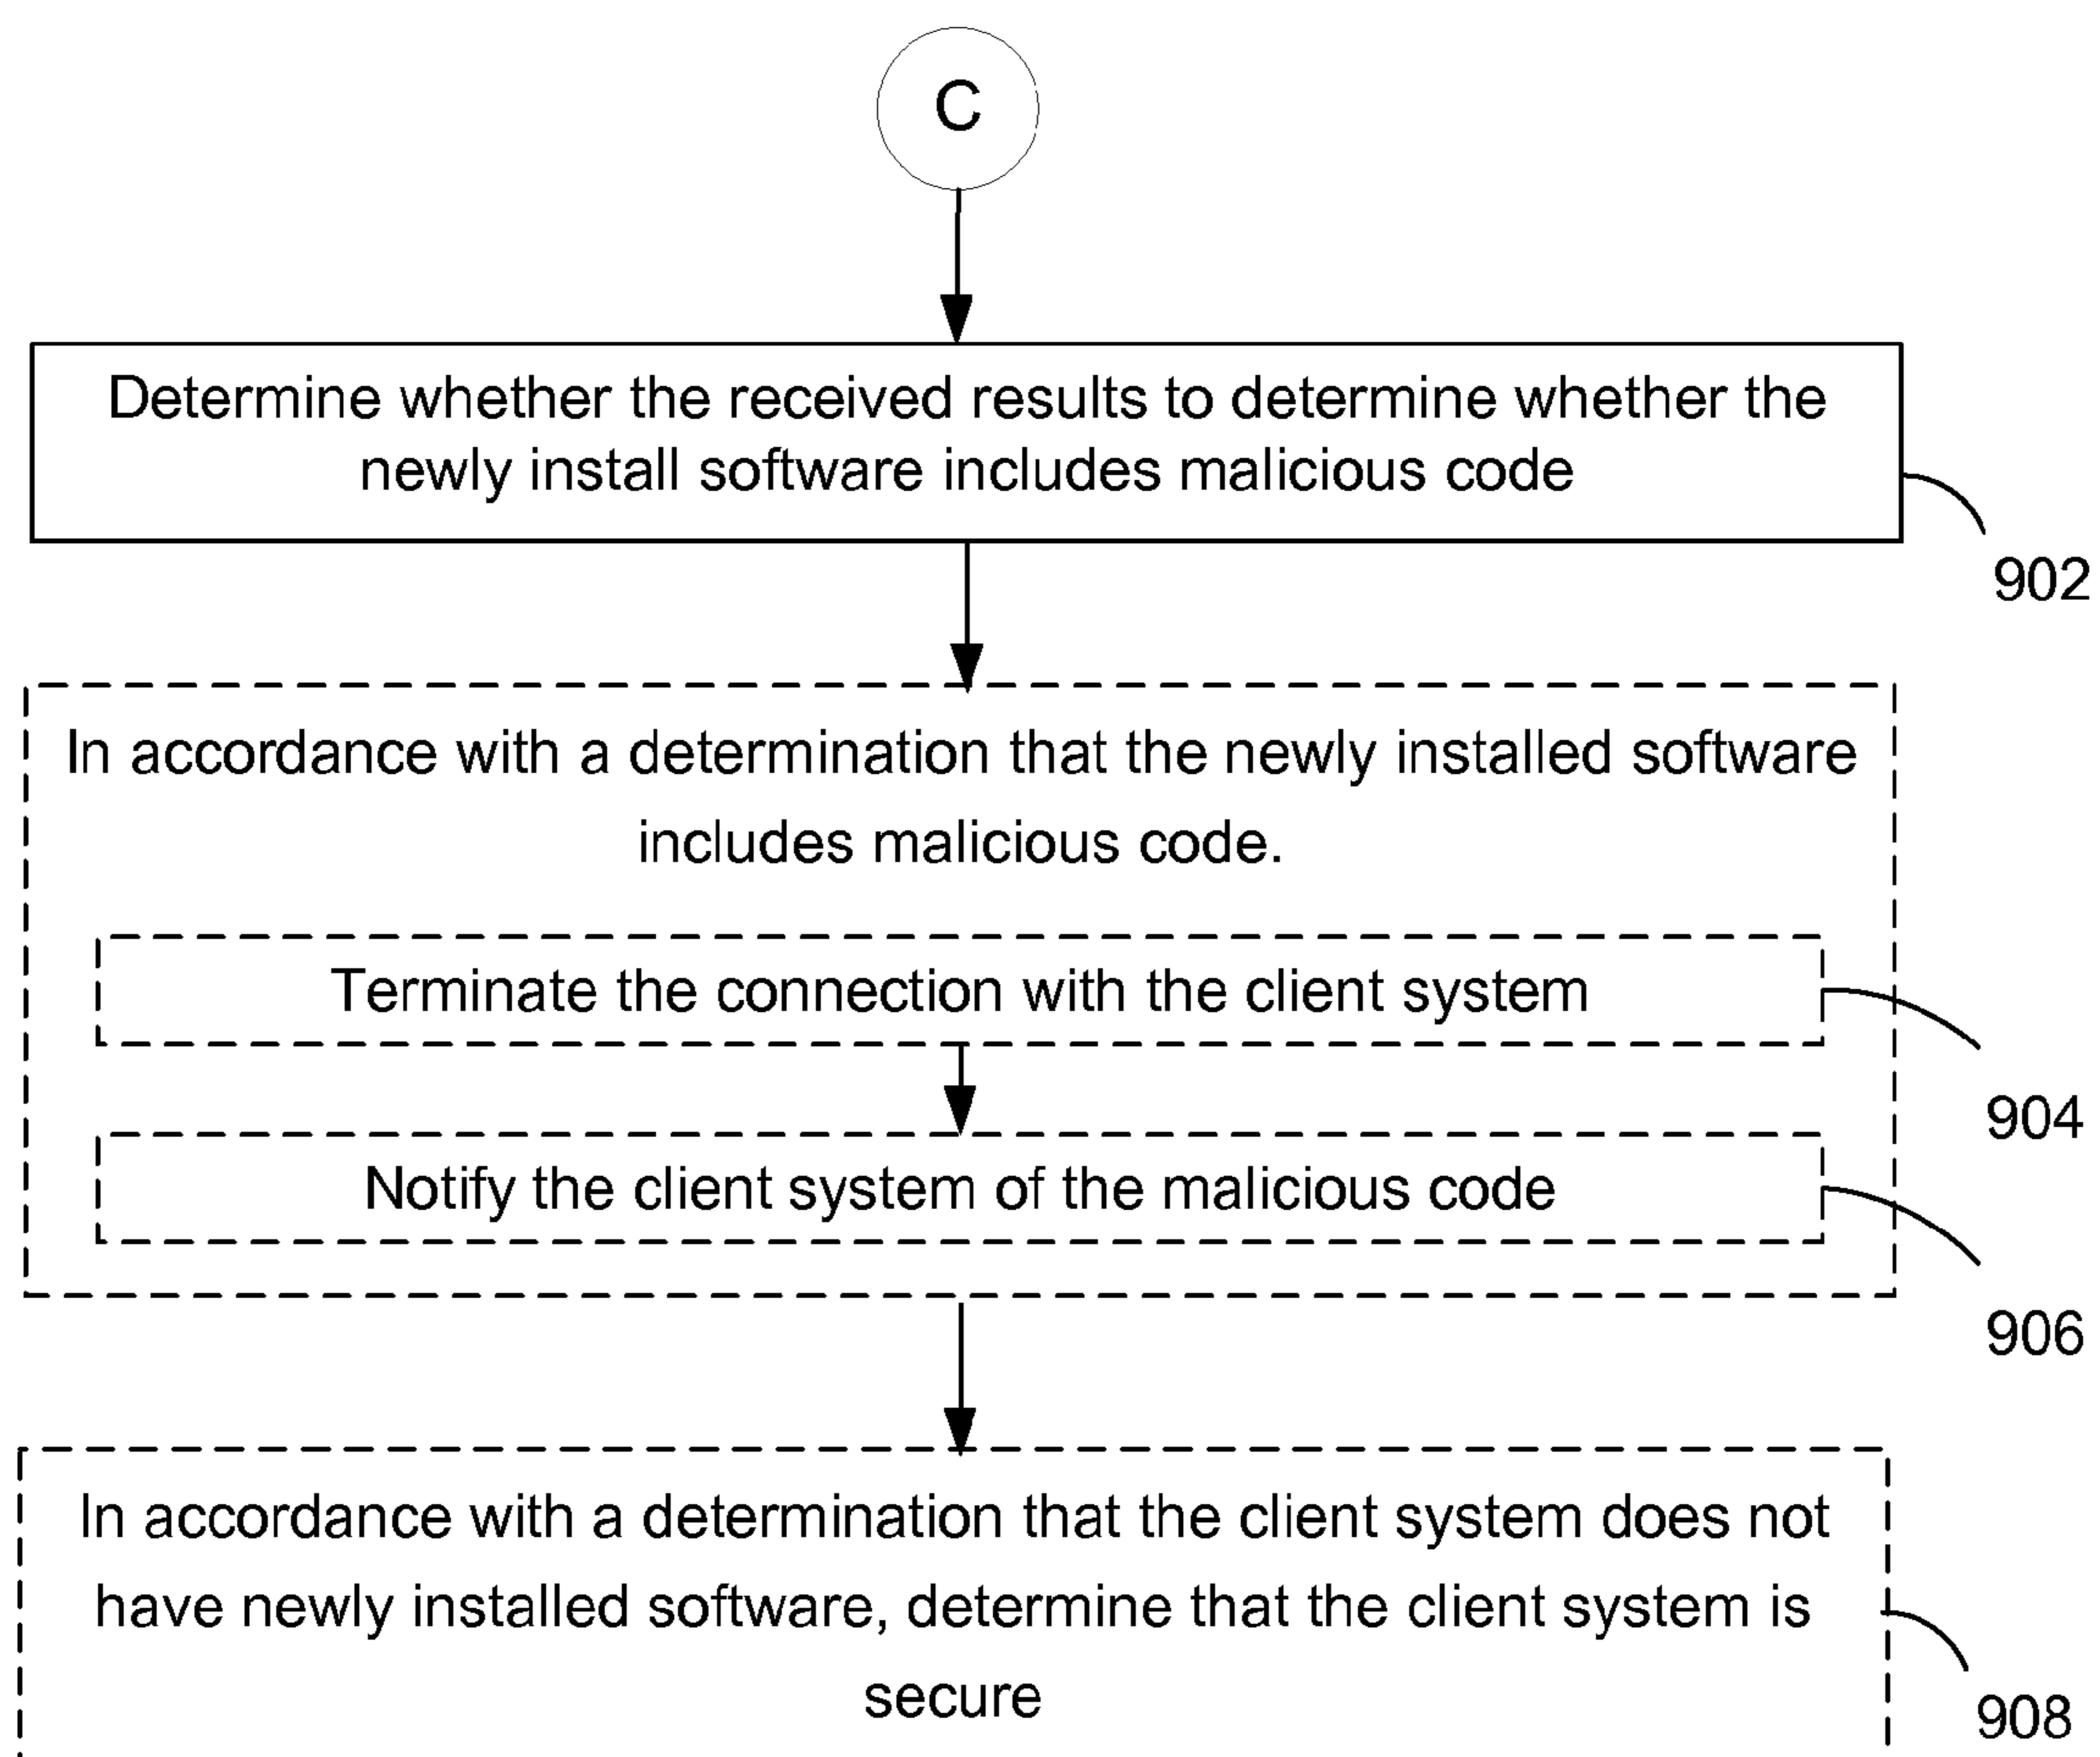 C
Determine whether the received results to determine whether the
newly install software includes malicious code
902
In accordance with a determination that the newly installed software
includes malicious code.
Terminate the connection with the client system
904
Notify the client system of the malicious code
906
In accordance with a determination that the client system does not
have newly installed software, determine that the client system is
secure
908